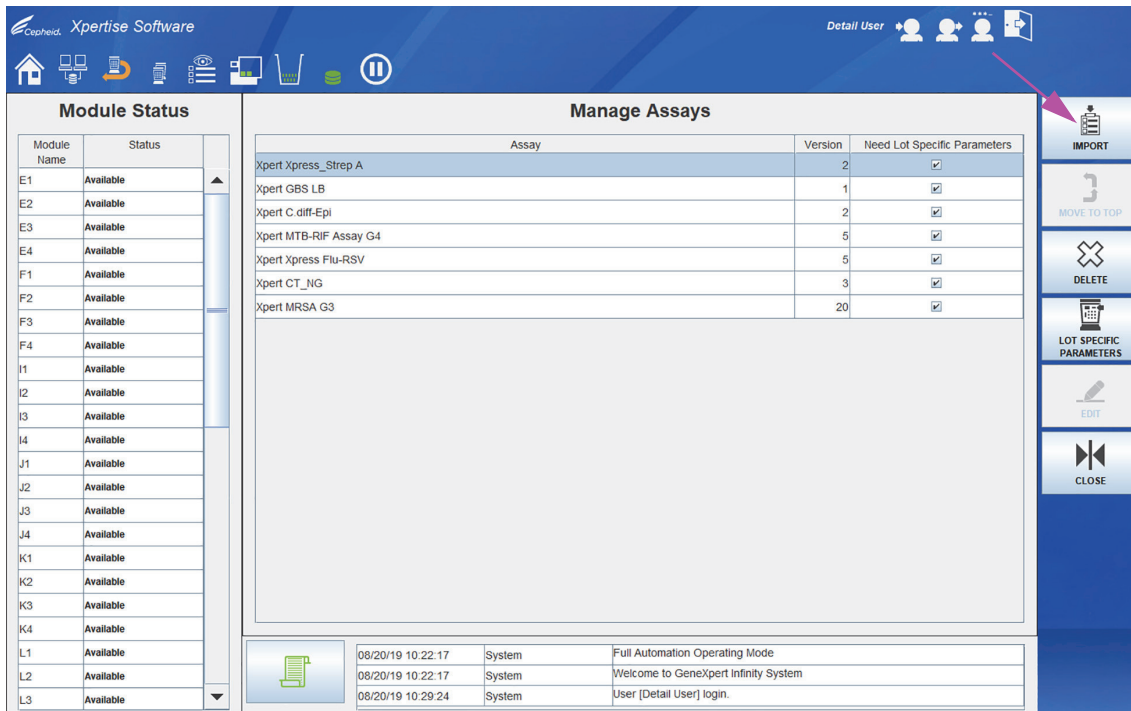 Cepheid. Xpertise Software
Detail User
Module Status
Module Name Status
E1 Available
E2 Available
E3 Available
E4 Available
F1 Available
F2 Available
F3 Available
F4 Available
I1 Available
I2 Available
I3 Available
I4 Available
J1 Available
J2 Available
J3 Available
J4 Available
K1 Available
K2 Available
K3 Available
K4 Available
L1 Available
L2 Available
L3 Available
Manage Assays
Assay Version Need Lot Specific Parameters
Xpert Xpress_Strep A 2
Xpert GBS LB 1
Xpert C.diff-Epi 2
Xpert MTB-RIF Assay G4 5
Xpert Xpress Flu-RSV 5
Xpert CT_NG 3
Xpert MRSA G3 20
08/20/19 10:22:17 System Full Automation Operating Mode
08/20/19 10:22:17 System Welcome to GeneXpert Infinity System
08/20/19 10:29:24 System User [Detail User] login.
IMPORT
MOVE TO TOP
DELETE
LOT SPECIFIC
PARAMETERS
EDIT
CLOSE